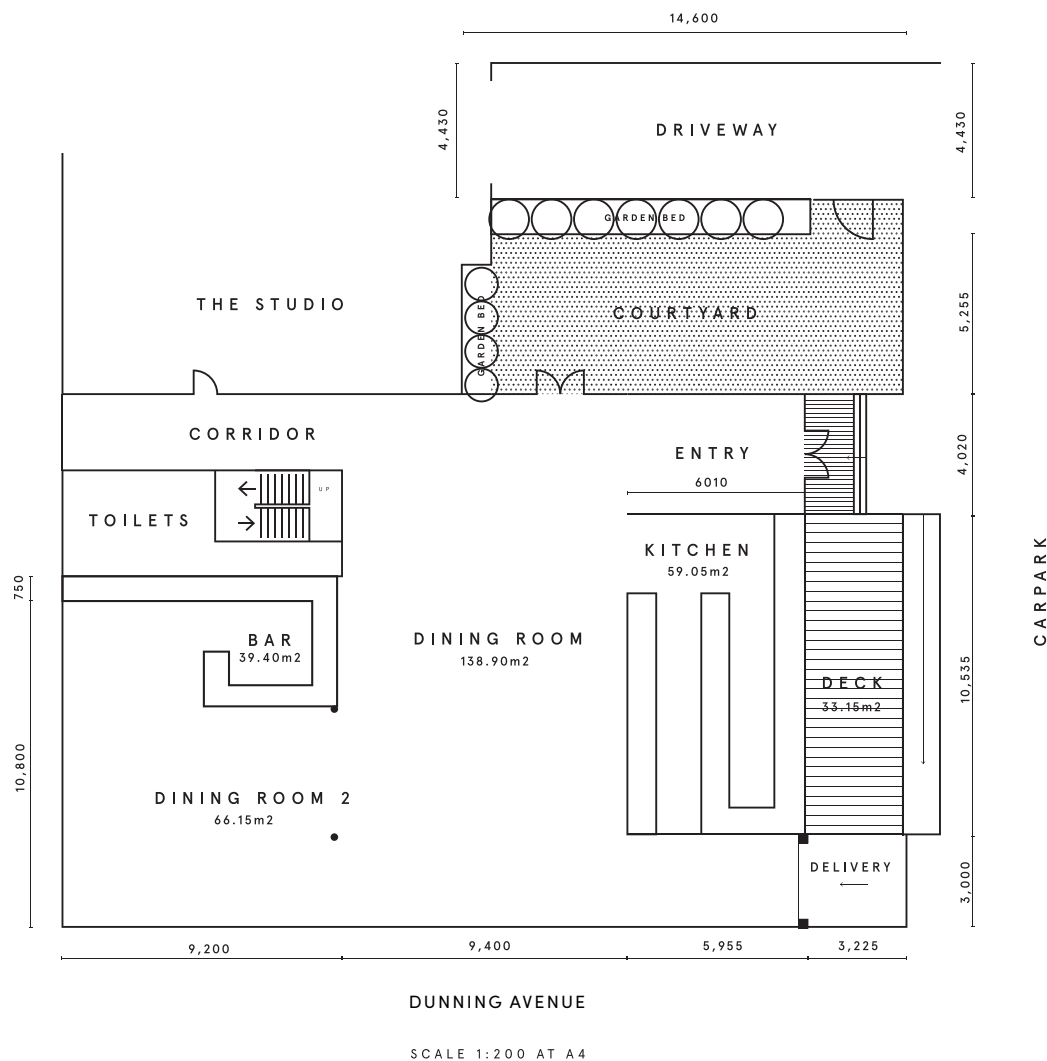 14,600
4,430
DRIVEWAY
4,430
GARDEN BED
THE STUDIO
GARDEN BED
COURTYARD
5,255
CORRIDOR
ENTRY
4,020
6010
UP
TOILETS
KITCHEN
59.05m2
CARPARK
750
BAR
39.40m2
DINING ROOM
138.90m2
DECK
33.15m2
10,535
10,800
DINING ROOM 2
66.15m2
DELIVERY
3,000
9,200
9,400
5,955
3,225
DUNNING AVENUE
SCALE 1:200 AT A4